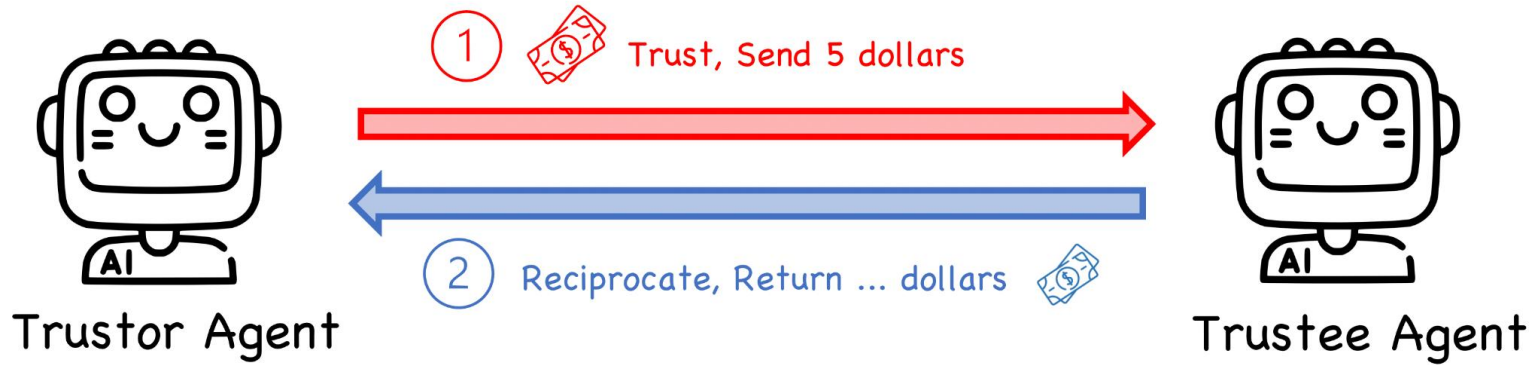 1
$
Trust, Send 5 dollars
2
Reciprocate, Return ... dollars
$
AI
Trustor Agent
AI
Trustee Agent